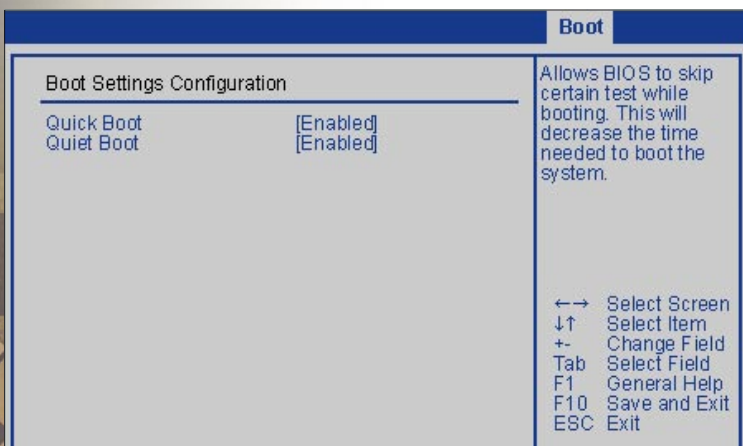 Boot
Boot Settings Configuration
Quick Boot [Enabled]
Quiet Boot [Enabled]
Allows BIOS to skip
certain test while
booting. This will
decrease the time
needed to boot the
system.
←→ Select Screen
↓↑ Select Item
+- Change Field
Tab Select Field
F1 General Help
F10 Save and Exit
ESC Exit